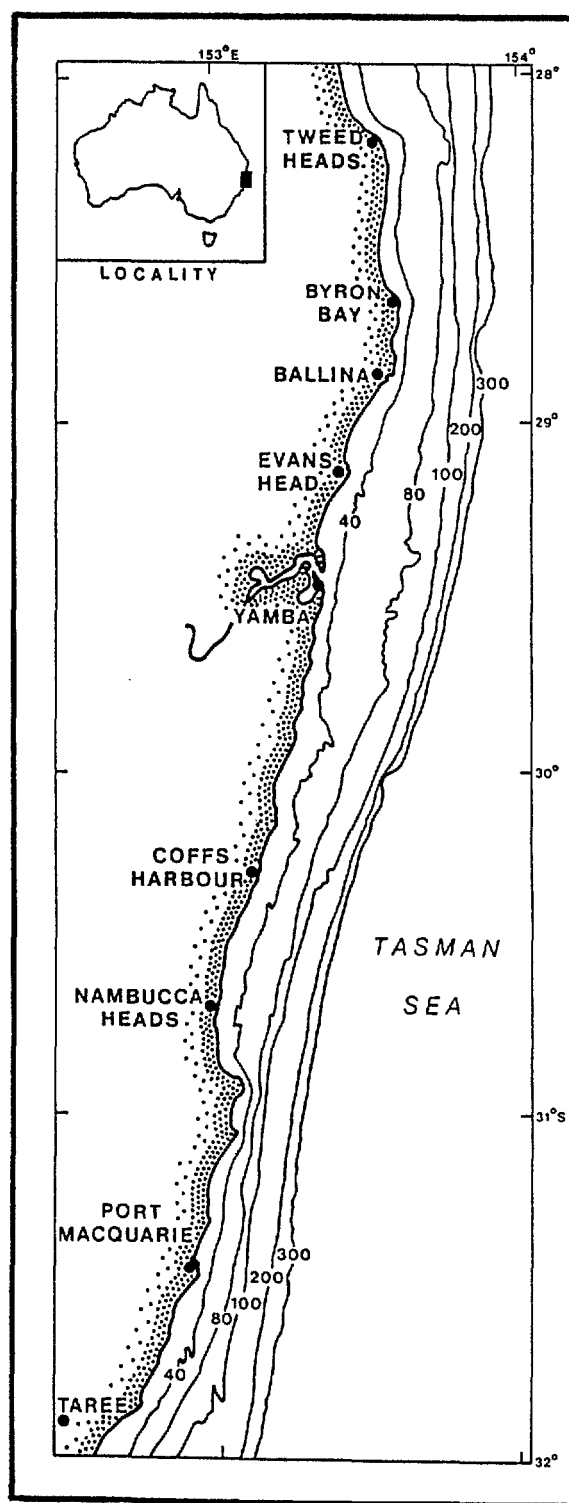 153°E
154°
28°
TWEED
HEADS
LOCALITY
BYRON
BAY
BALLINA
300
29°
200
EVANS
HEAD
100
80
40
YAMBA
30°
COFFS
HARBOUR
TASMAN
SEA
NAMBUCCA
HEADS
31°S
PORT
MACQUARIE
300
200
100
80
40
TAREE
32°